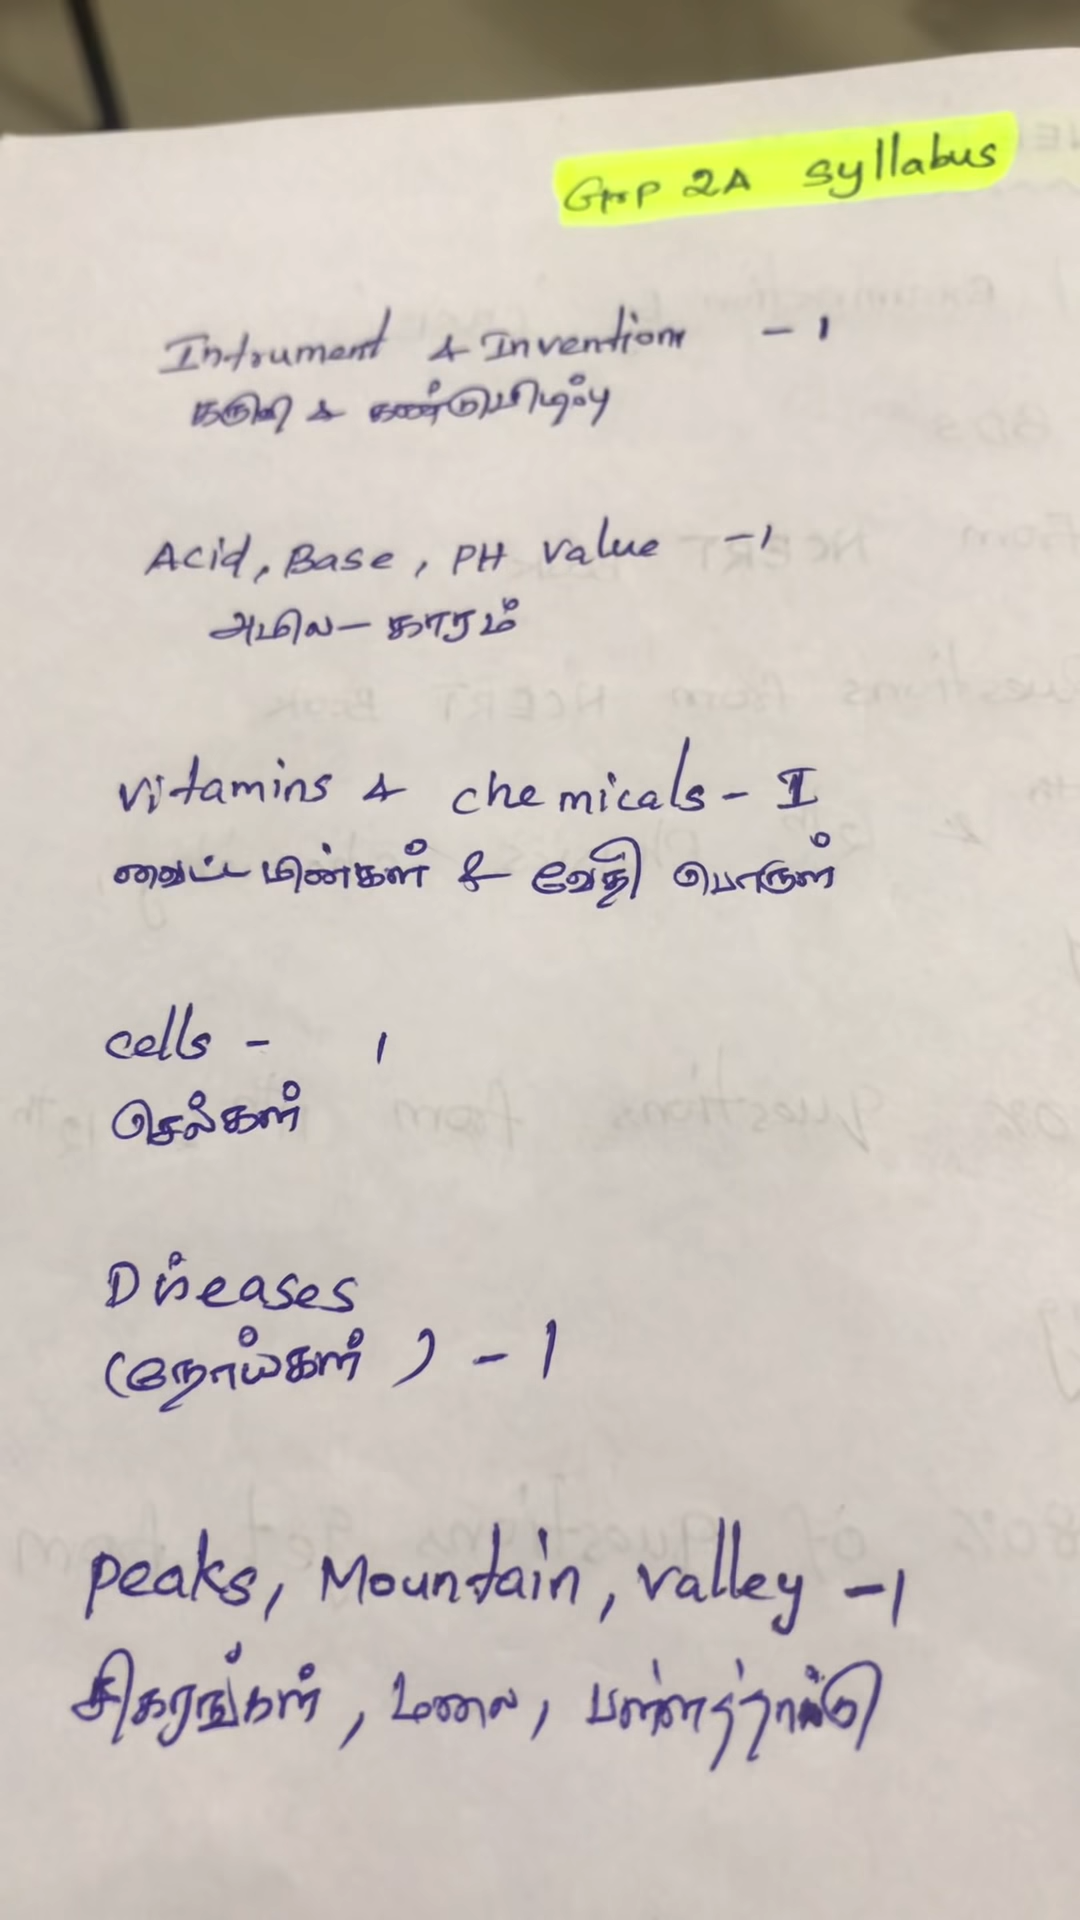 Grp 2A syllabus
Intrument & Inventions - 1
கருவி & கண்டுபிடிப்பு
Acid, Base, PH value -1
அமில - காரம்
vitamins & chemicals - I
வைட்டமின்கள் & வேதி பொருள்
cells - 1
செல்கள்
Diseases
(நோய்கள்) - 1
peaks, Mountain, valley -1
சிகரங்கள், மலை, பள்ளத்தாக்கு